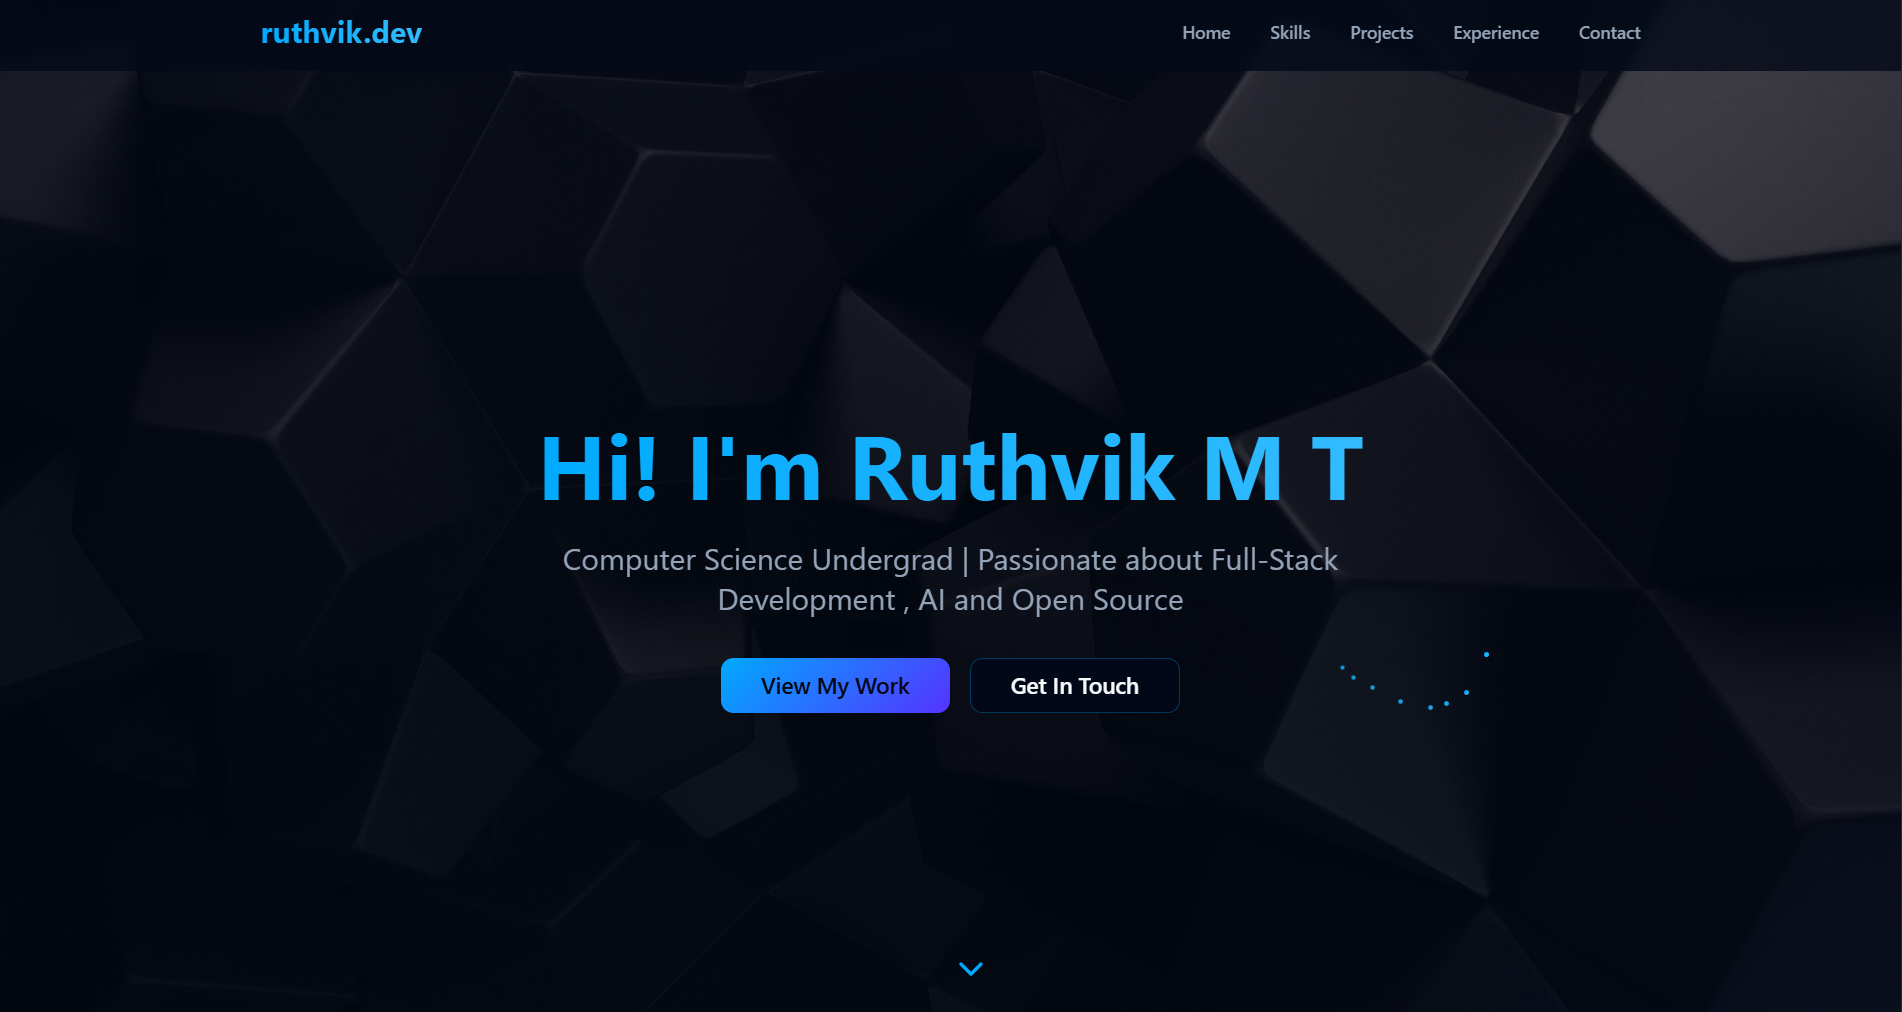 ruthvik.dev
Home
Skills
Projects
Experience
Contact
Hi! I'm Ruthvik M T
Computer Science Undergrad | Passionate about Full-Stack
Development , AI and Open Source
View My Work
Get In Touch